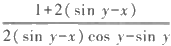 1+2(sin y-x)
2(sin y-x) cos y-sin y